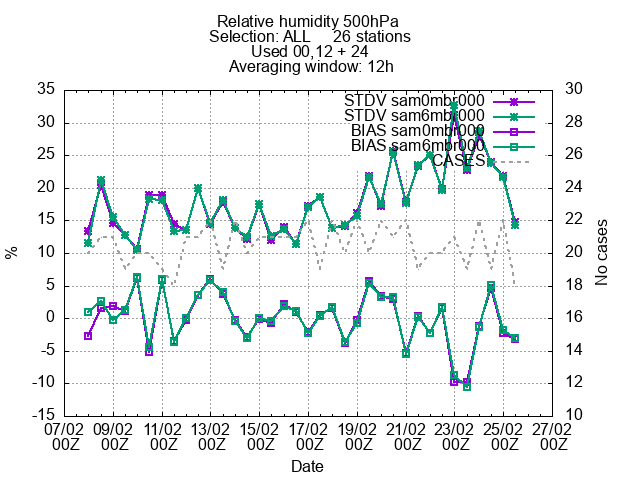 Relative humidity 500hPa
Selection: ALL 26 stations
Used 00,12 + 24
Averaging window: 12h
35 30
STDV sam0mbr000
STDV sam6mbr000
30 28
BIAS sam0mbr000
BIAS sam6mbr000
25 26
CASES
20 24
15 22
% 10 20 No cases
5 18
0 16
-5 14
-10 12
-15 10
07/02 09/02 11/02 13/02 15/02 17/02 19/02 21/02 23/02 25/02 27/02
00Z 00Z 00Z 00Z 00Z 00Z 00Z 00Z 00Z 00Z 00Z
Date